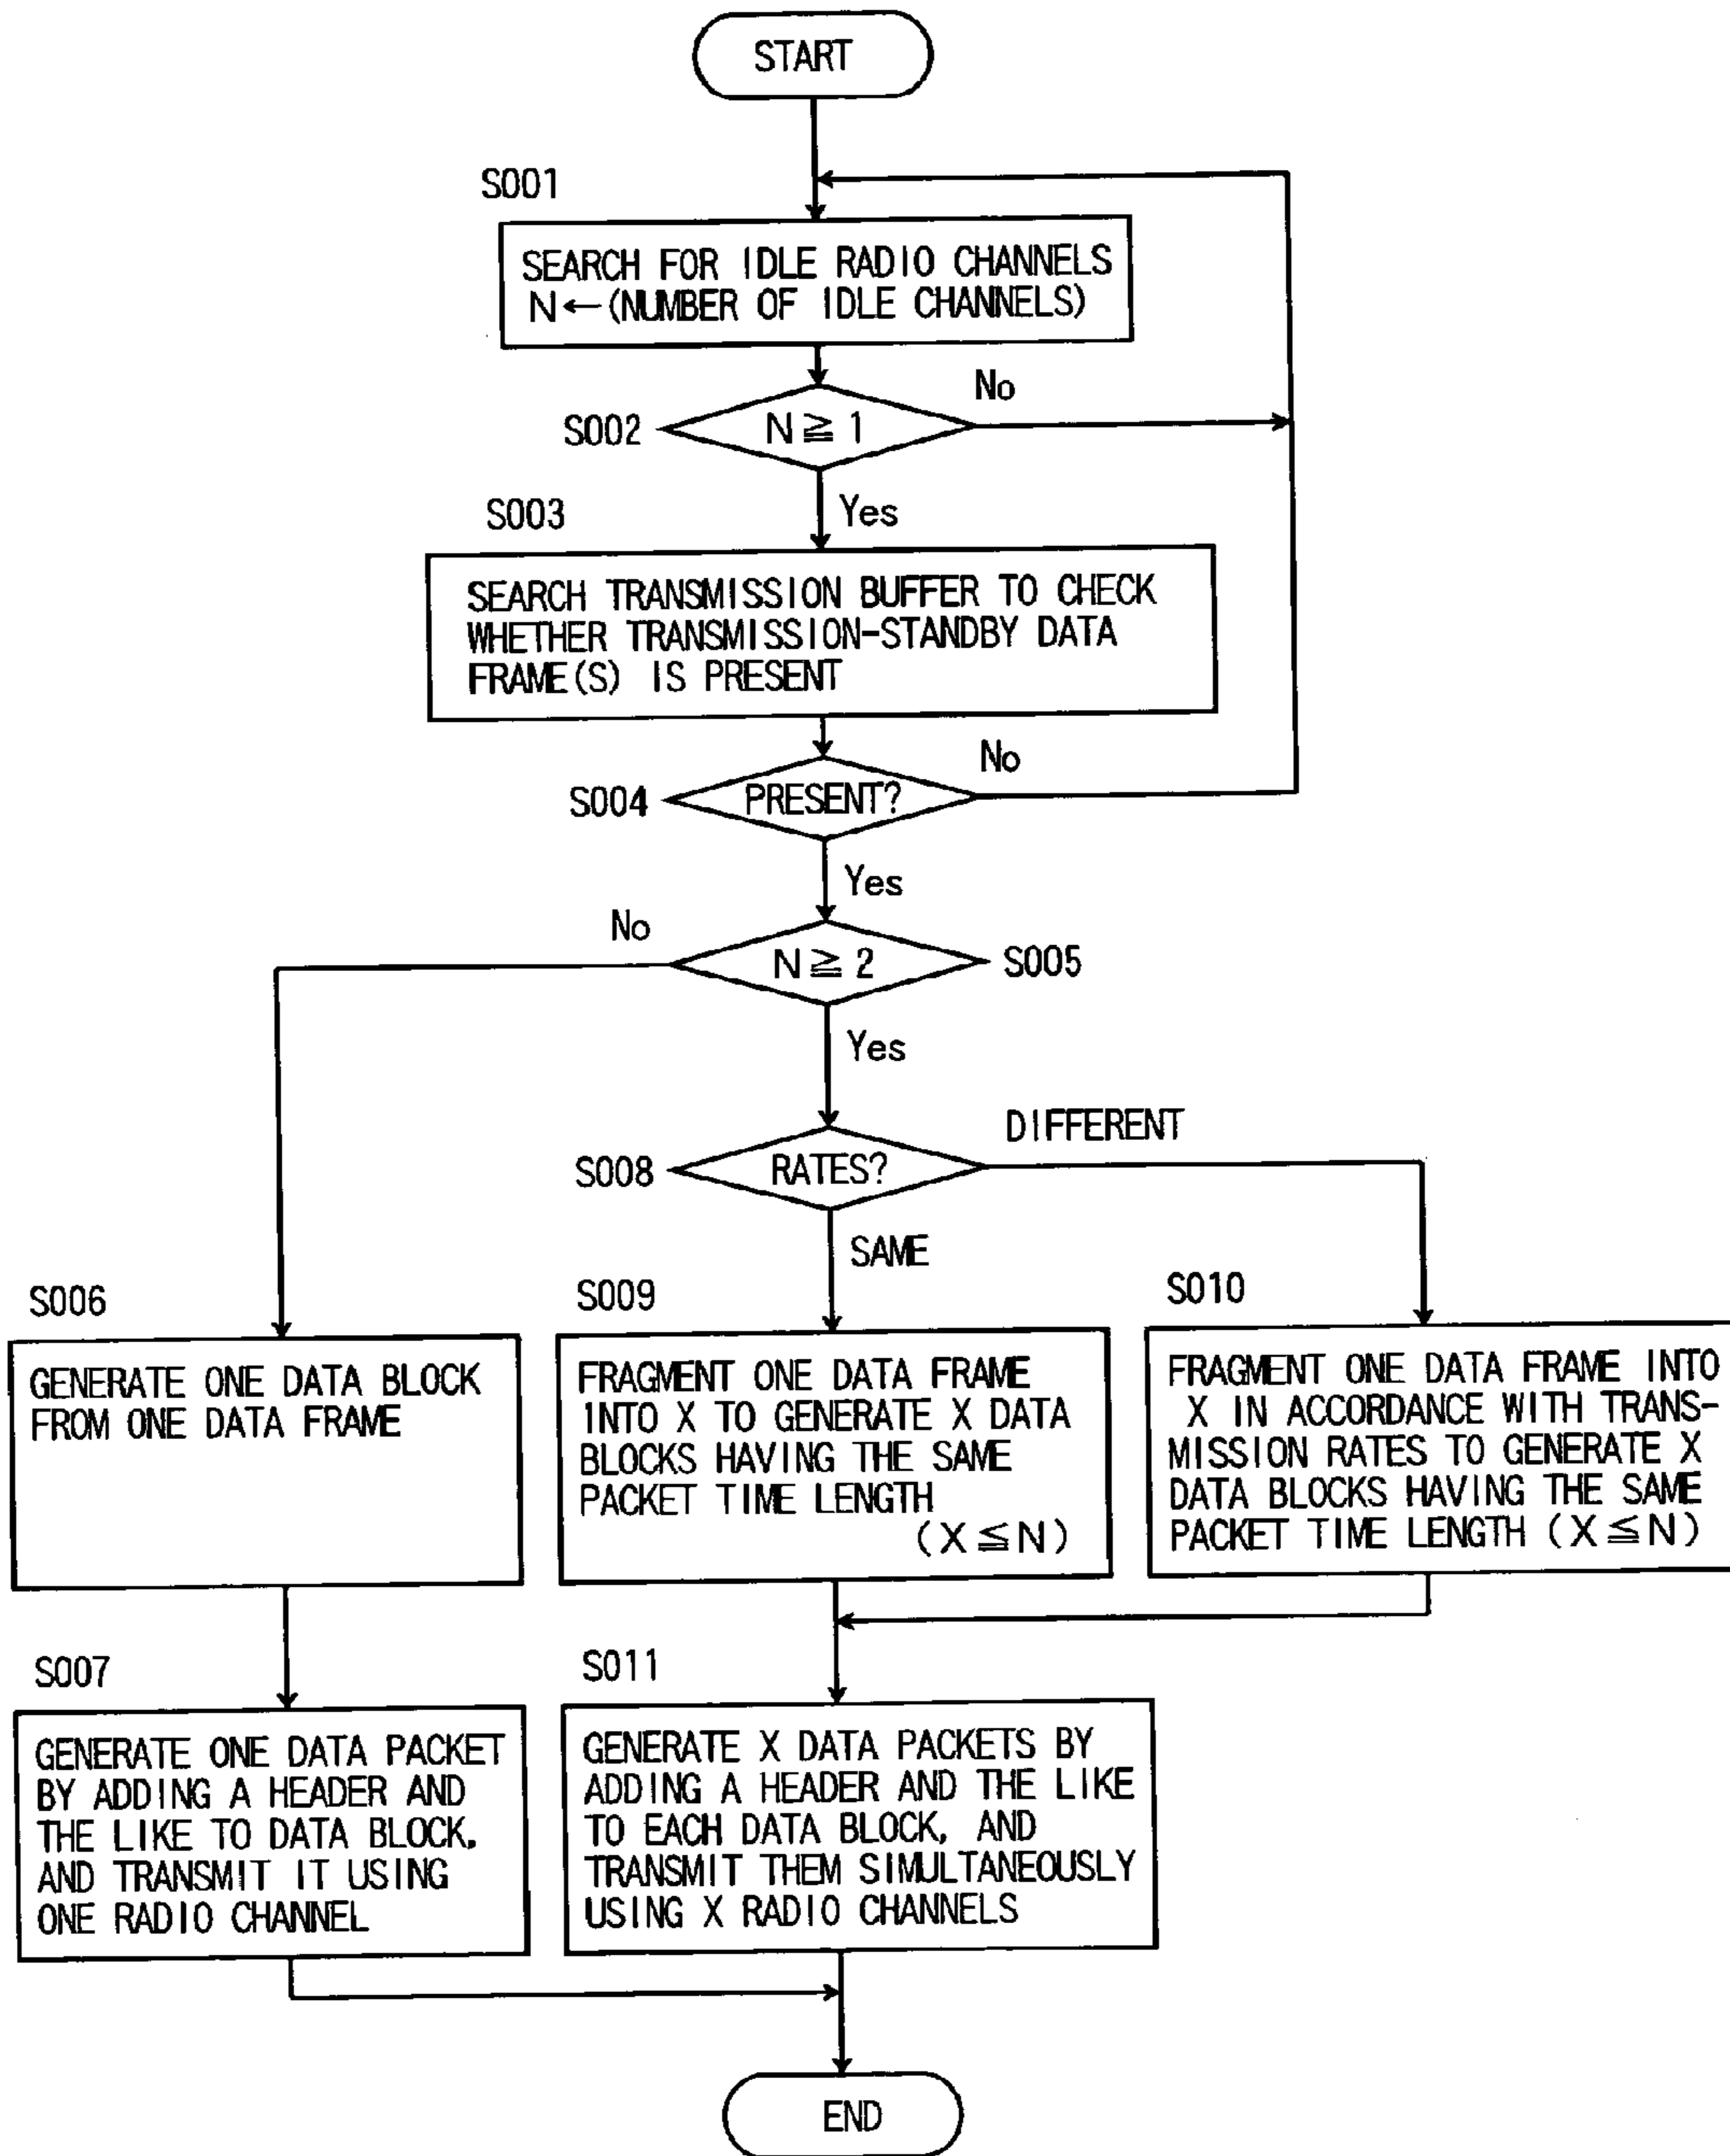 START
S001
SEARCH FOR IDLE RADIO CHANNELS
N←(NUMBER OF IDLE CHANNELS)
No
S002
N≧1
Yes
S003
SEARCH TRANSMISSION BUFFER TO CHECK
WHETHER TRANSMISSION-STANDBY DATA
FRAME(S) IS PRESENT
No
S004
PRESENT?
Yes
No
N≧2
S005
Yes
DIFFERENT
S008
RATES?
SAME
S006
GENERATE ONE DATA BLOCK
FROM ONE DATA FRAME
S009
FRAGMENT ONE DATA FRAME
INTO X TO GENERATE X DATA
BLOCKS HAVING THE SAME
PACKET TIME LENGTH
(X≦N)
S010
FRAGMENT ONE DATA FRAME INTO
X IN ACCORDANCE WITH TRANS-
MISSION RATES TO GENERATE X
DATA BLOCKS HAVING THE SAME
PACKET TIME LENGTH (X≦N)
S007
GENERATE ONE DATA PACKET
BY ADDING A HEADER AND
THE LIKE TO DATA BLOCK,
AND TRANSMIT IT USING
ONE RADIO CHANNEL
S011
GENERATE X DATA PACKETS BY
ADDING A HEADER AND THE LIKE
TO EACH DATA BLOCK, AND
TRANSMIT THEM SIMULTANEOUSLY
USING X RADIO CHANNELS
END